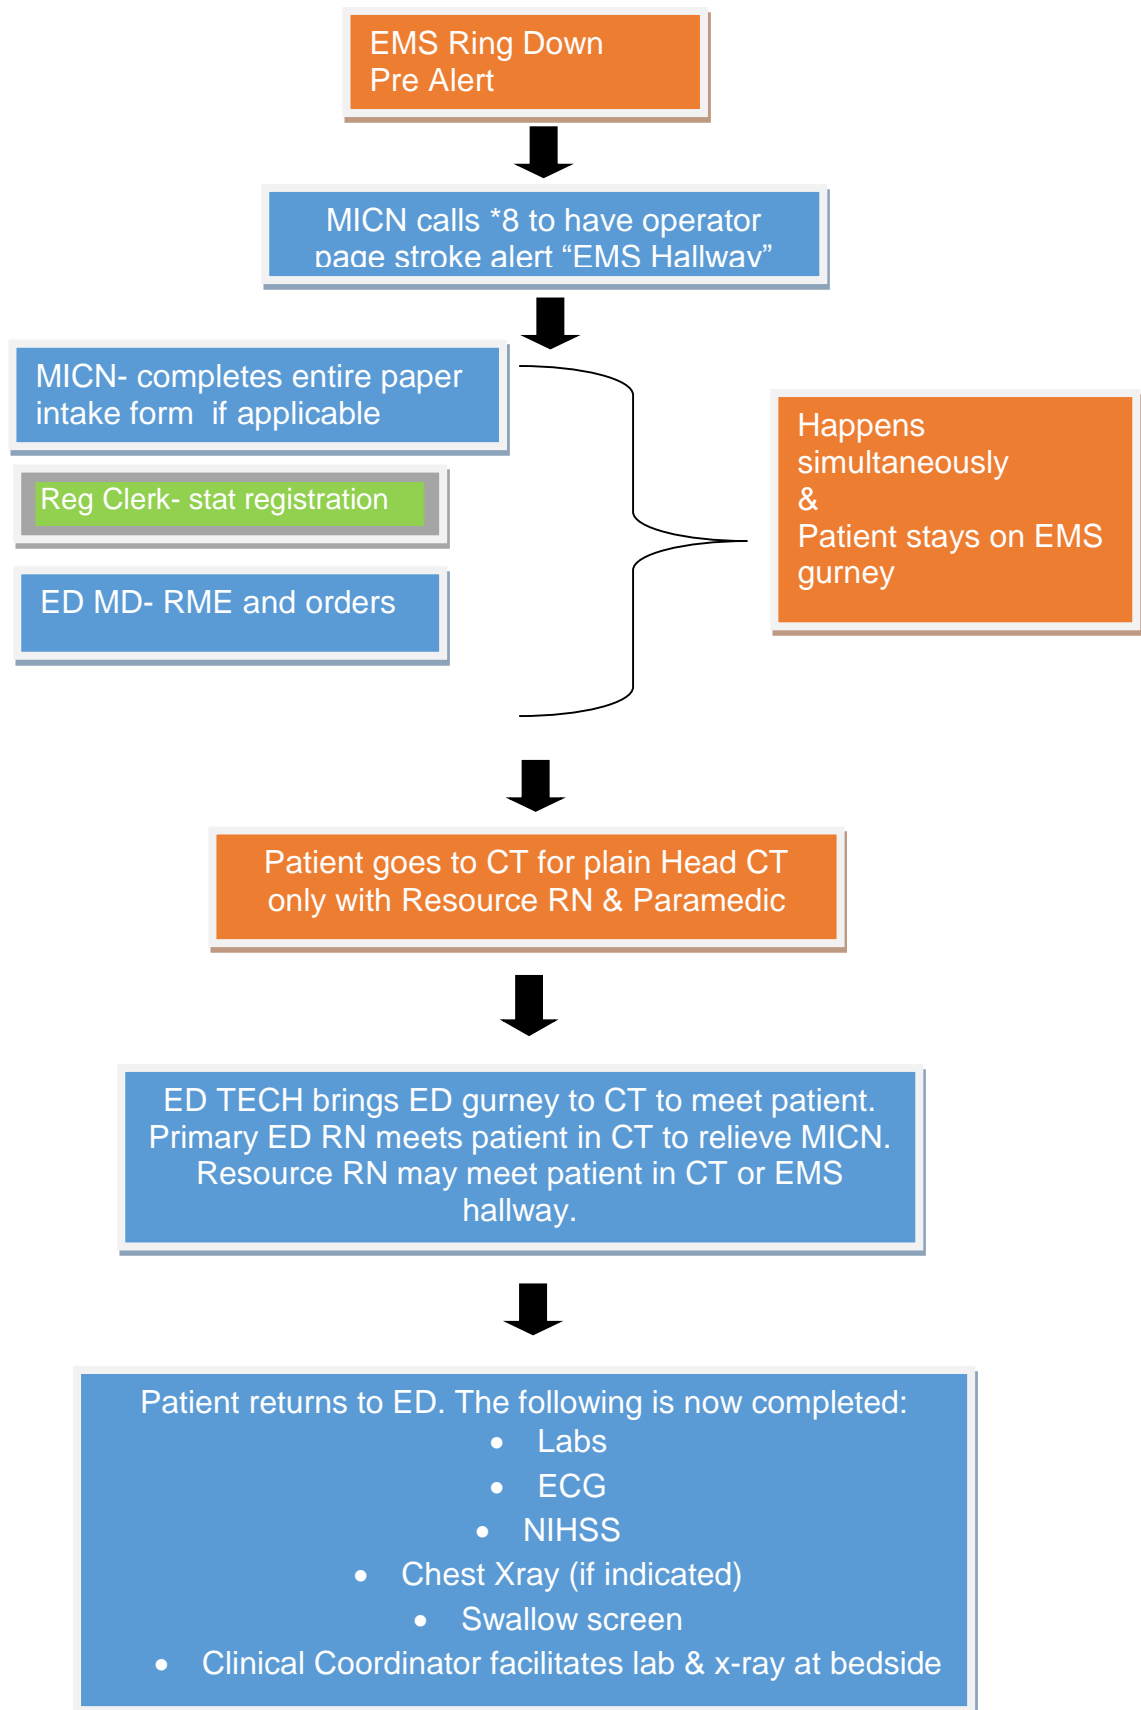 EMS Ring Down
Pre Alert
MICN calls *8 to have operator
page stroke alert “EMS Hallway”
MICN- completes entire paper
intake form  if applicable
Reg Clerk- stat registration
ED MD- RME and orders
Happens
simultaneously
&
Patient stays on EMS
gurney
Patient goes to CT for plain Head CT
only with Resource RN & Paramedic
ED TECH brings ED gurney to CT to meet patient.
Primary ED RN meets patient in CT to relieve MICN.
Resource RN may meet patient in CT or EMS
hallway.
Patient returns to ED. The following is now completed:
• Labs
• ECG
• NIHSS
• Chest Xray (if indicated)
• Swallow screen
• Clinical Coordinator facilitates lab & x-ray at bedside